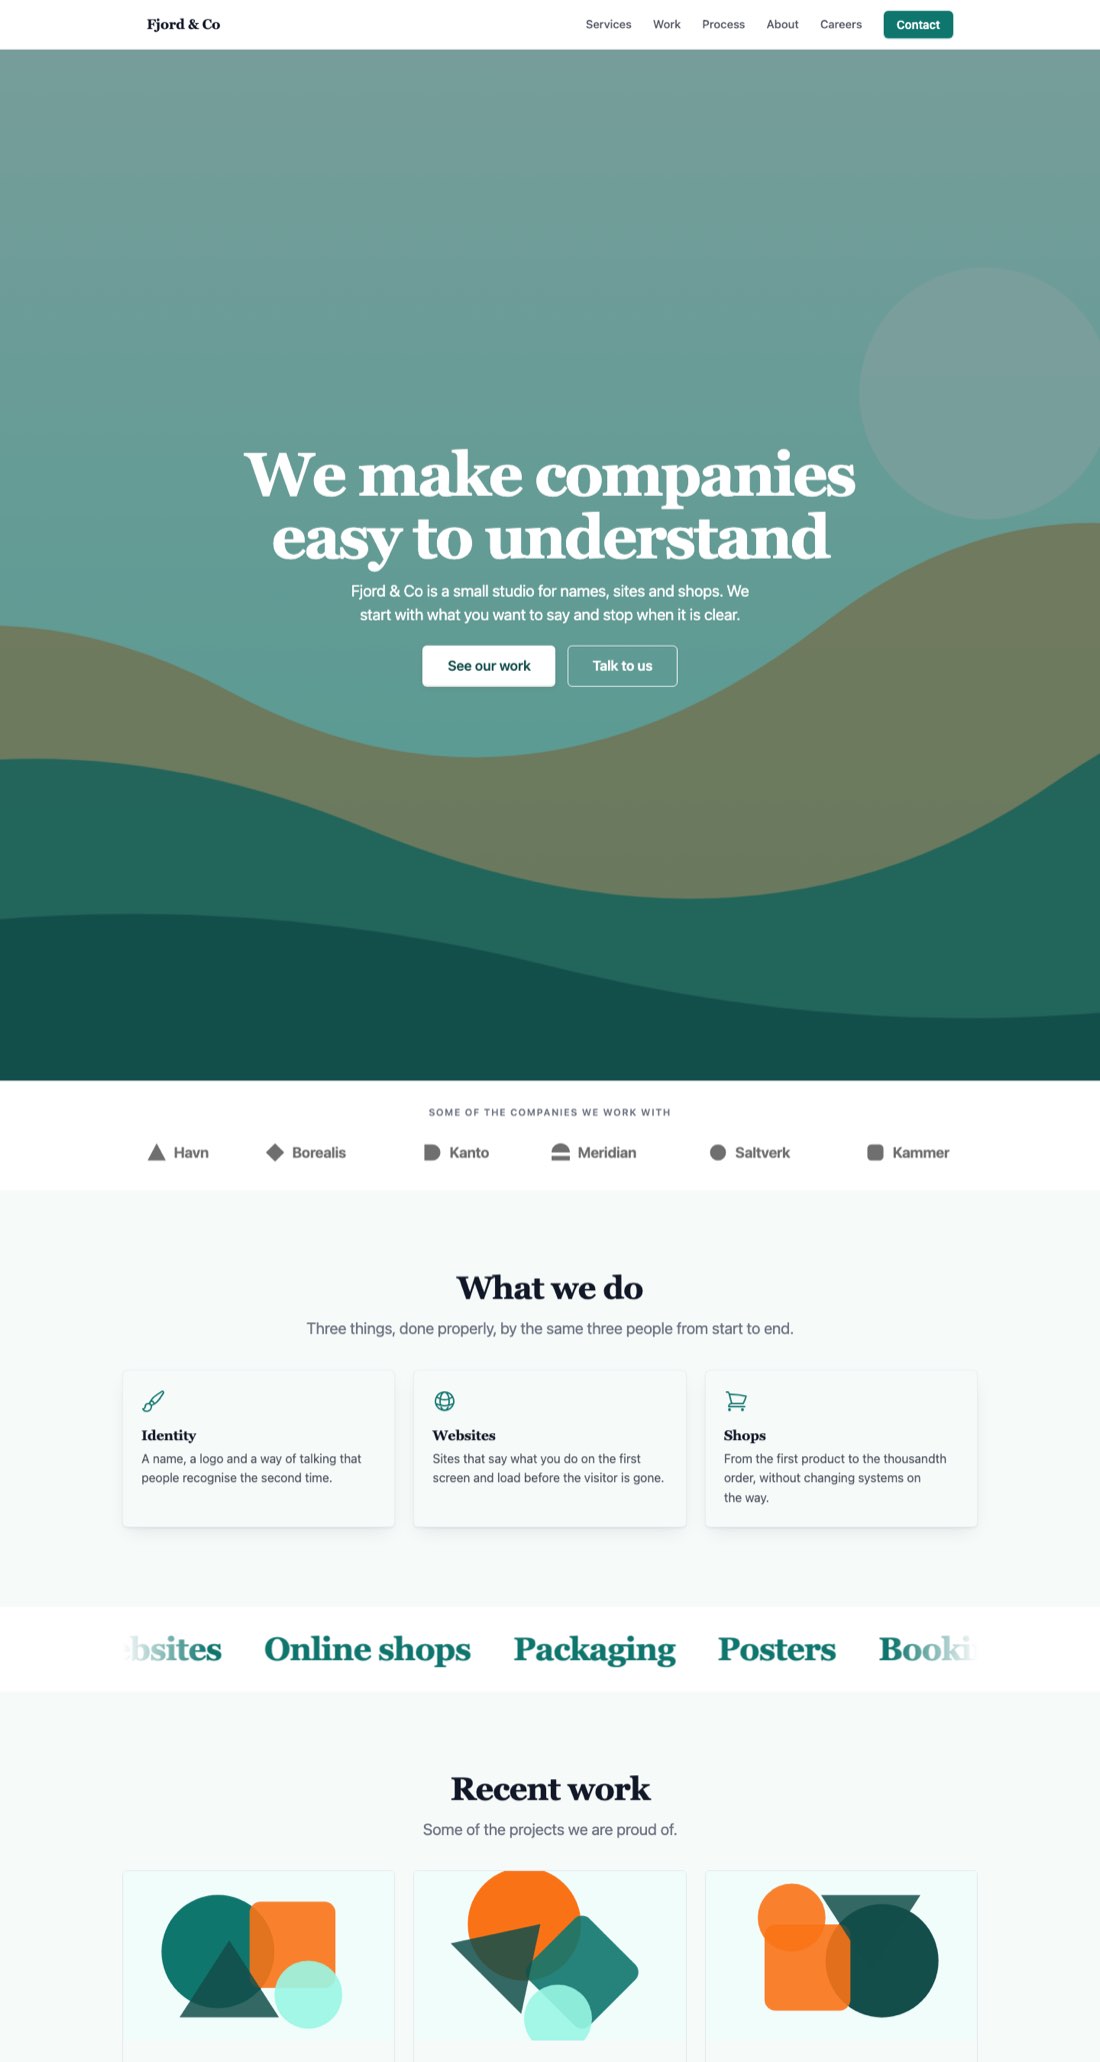 Fjord & Co
Services
Work
Process
About
Careers
Contact
We make companies
easy to understand
Fjord & Co is a small studio for names, sites and shops. We
start with what you want to say and stop when it is clear.
See our work
Talk to us
SOME OF THE COMPANIES WE WORK WITH
Havn
Borealis
Kanto
Meridian
Saltverk
Kammer
What we do
Three things, done properly, by the same three people from start to end.
Identity
A name, a logo and a way of talking that
people recognise the second time.
Websites
Sites that say what you do on the first
screen and load before the visitor is gone.
Shops
From the first product to the thousandth
order, without changing systems on
the way.
bsites
Online shops
Packaging
Posters
Booki
Recent work
Some of the projects we are proud of.